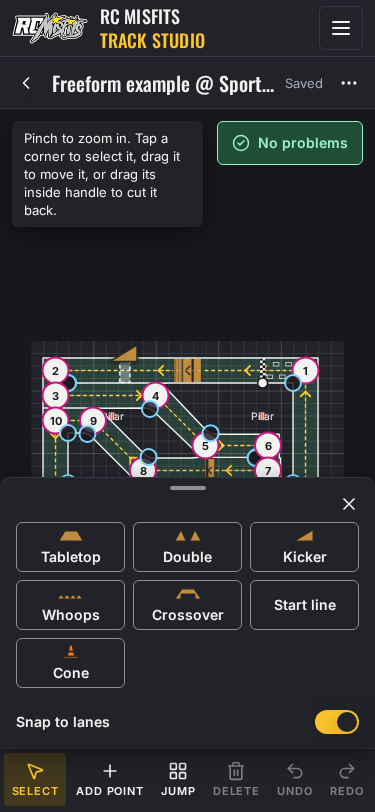 RC Misfits
RC MISFITS
TRACK STUDIO
Freeform example @ Sport...
Saved
Pinch to zoom in. Tap a
corner to select it, drag it
to move it, or drag its
inside handle to cut it
back.
No problems
2
1
3
4
10
9
Pillar
Pillar
5
6
8
7
Tabletop
Double
Kicker
Whoops
Crossover
Start line
Cone
Snap to lanes
SELECT
ADD POINT
JUMP
DELETE
UNDO
REDO